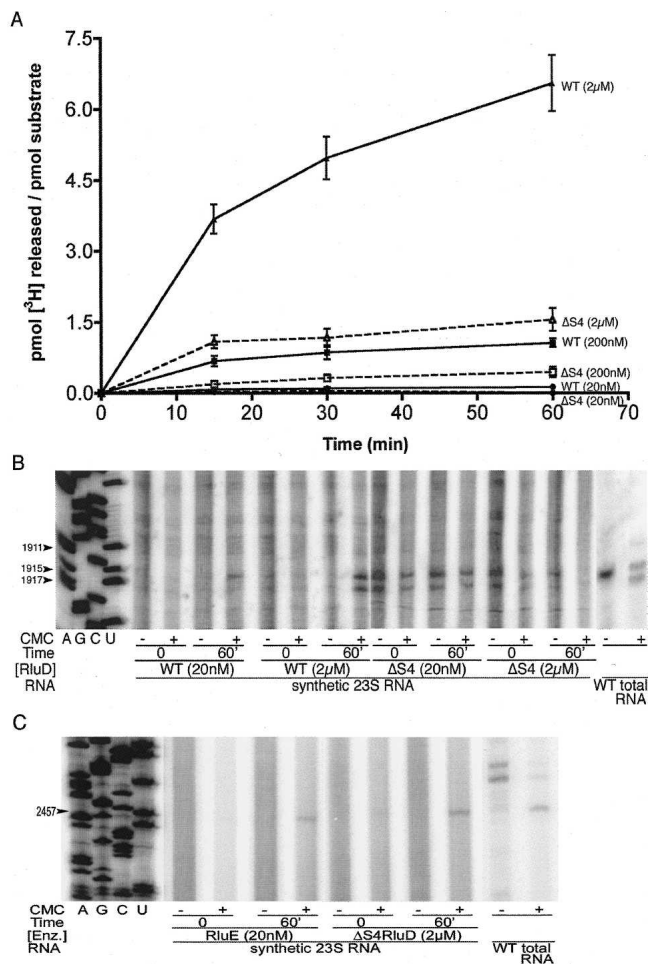 A
7.5
6.0
4.5
3.0
1.5
0.0
pmol [³H] released / pmol substrate
0 10 20 30 40 50 60 70
Time (min)
WT (2µM)
ΔS4 (2µM)
WT (200nM)
ΔS4 (200nM)
WT (20nM)
ΔS4 (20nM)
B
1911
1915
1917
A G C U
CMC - + - + - + - + - + - + - + - + - +
Time 0 60' 0 60' 0 60' 0 60'
[RluD] WT (20nM) WT (2µM) ΔS4 (20nM) ΔS4 (2µM)
RNA synthetic 23S RNA WT total RNA
C
2457
CMC A G C U - + - + - + - + - +
Time 0 60' 0 60'
[Enz.] RluE (20nM) ΔS4RluD (2µM)
RNA synthetic 23S RNA WT total RNA